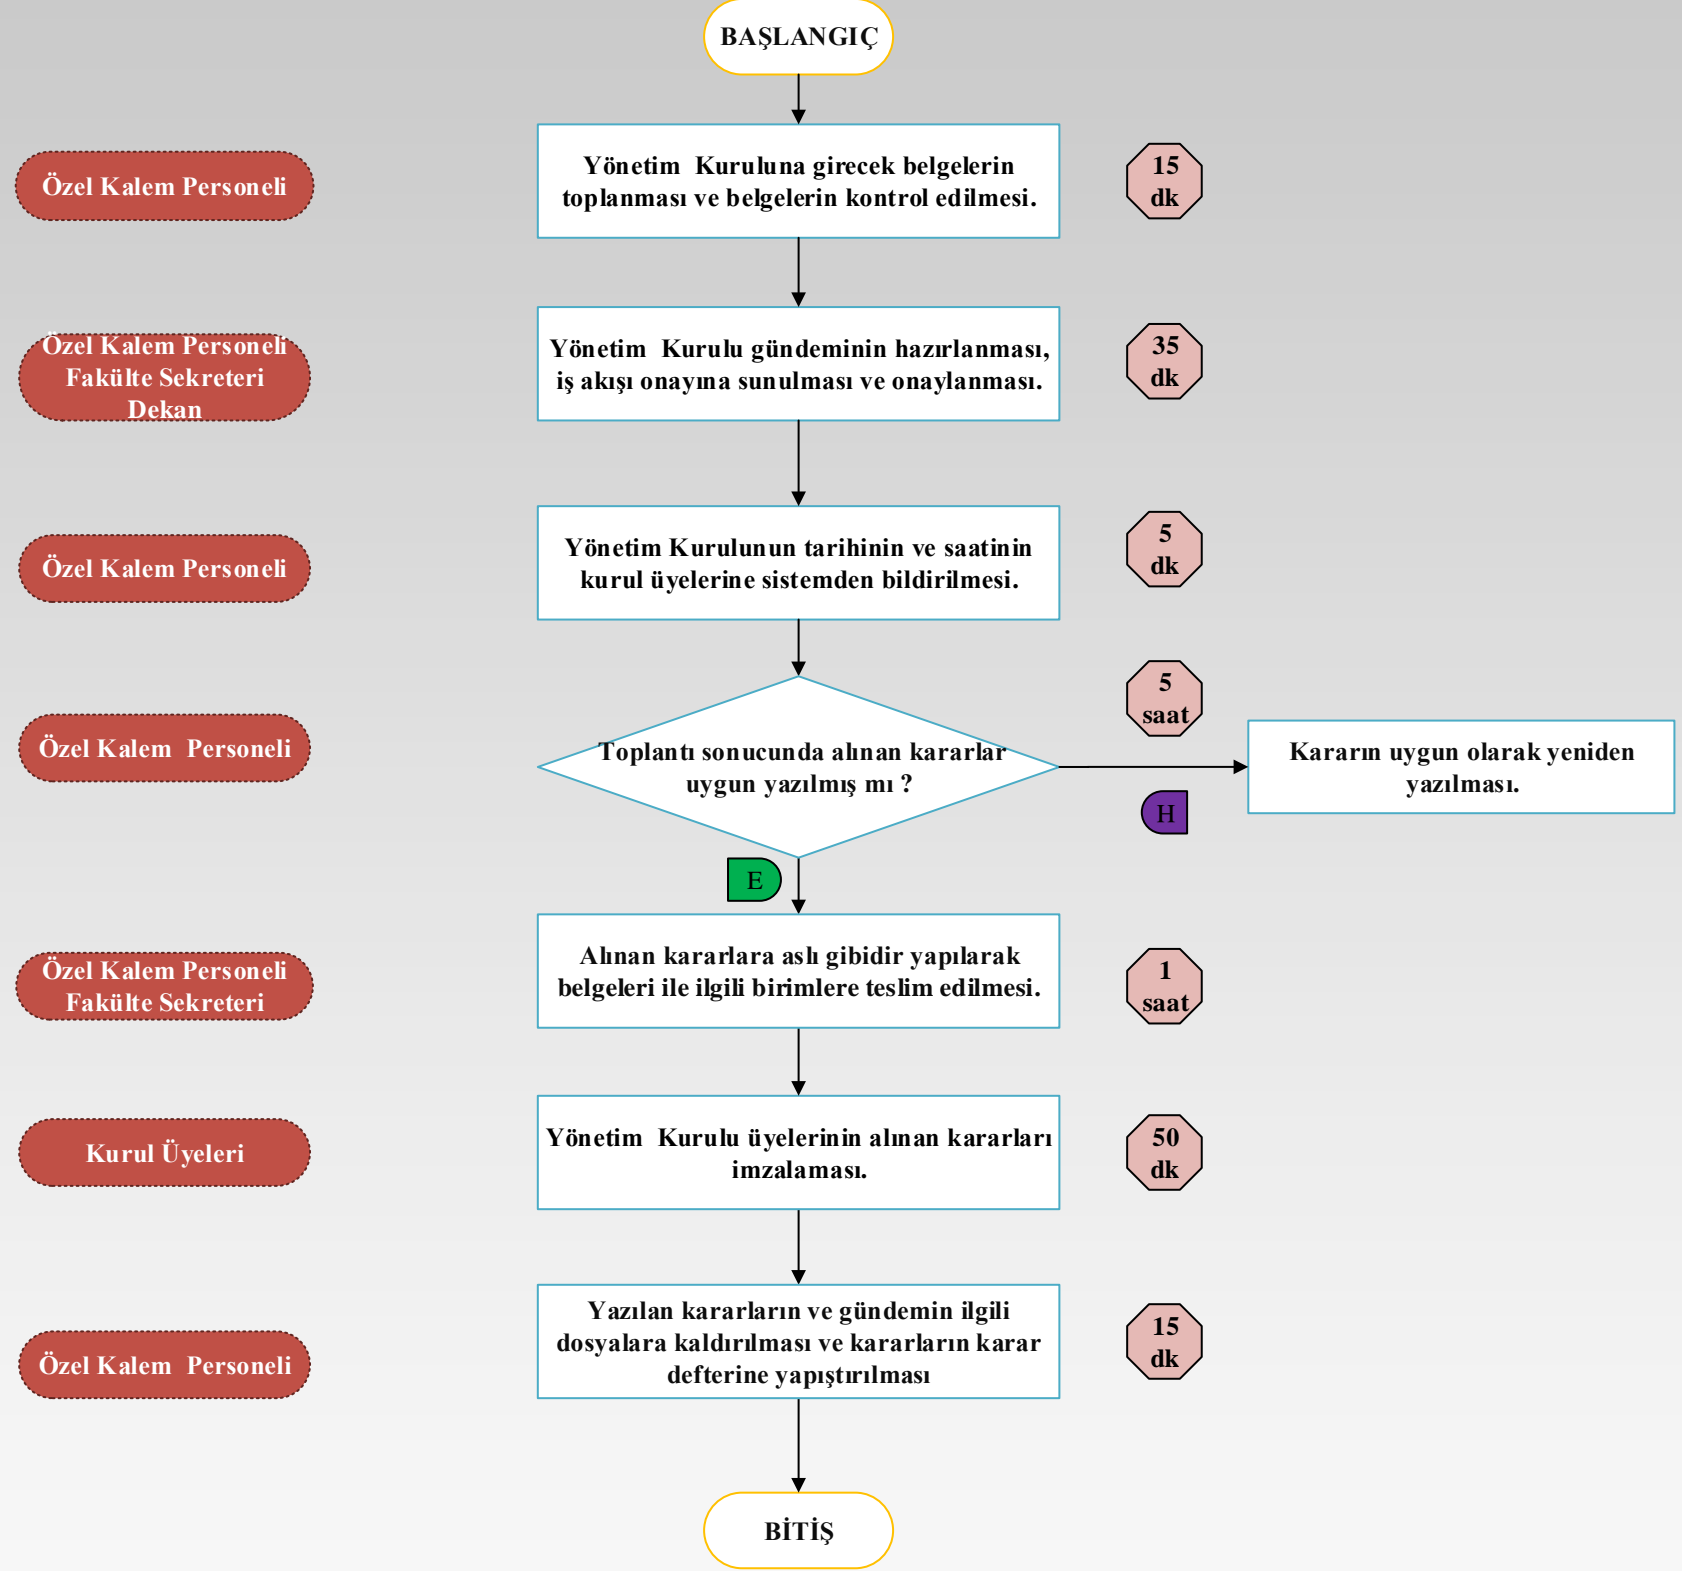 BAŞLANGIÇ
Özel Kalem Personeli
Yönetim  Kuruluna girecek belgelerin
toplanması ve belgelerin kontrol edilmesi.
15
dk
Özel Kalem Personeli
Fakülte Sekreteri
Dekan
Yönetim  Kurulu gündeminin hazırlanması,
iş akışı onayına sunulması ve onaylanması.
35
dk
Özel Kalem Personeli
Yönetim Kurulunun tarihinin ve saatinin
kurul üyelerine sistemden bildirilmesi.
5
dk
Özel Kalem  Personeli
Toplantı sonucunda alınan kararlar
uygun yazılmış mı ?
5
saat
H
Kararın uygun olarak yeniden
yazılması.
E
Özel Kalem Personeli
Fakülte Sekreteri
Alınan kararlara aslı gibidir yapılarak
belgeleri ile ilgili birimlere teslim edilmesi.
1
saat
Kurul Üyeleri
Yönetim  Kurulu üyelerinin alınan kararları
imzalaması.
50
dk
Özel Kalem  Personeli
Yazılan kararların ve gündemin ilgili
dosyalara kaldırılması ve kararların karar
defterine yapıştırılması
15
dk
BİTİŞ